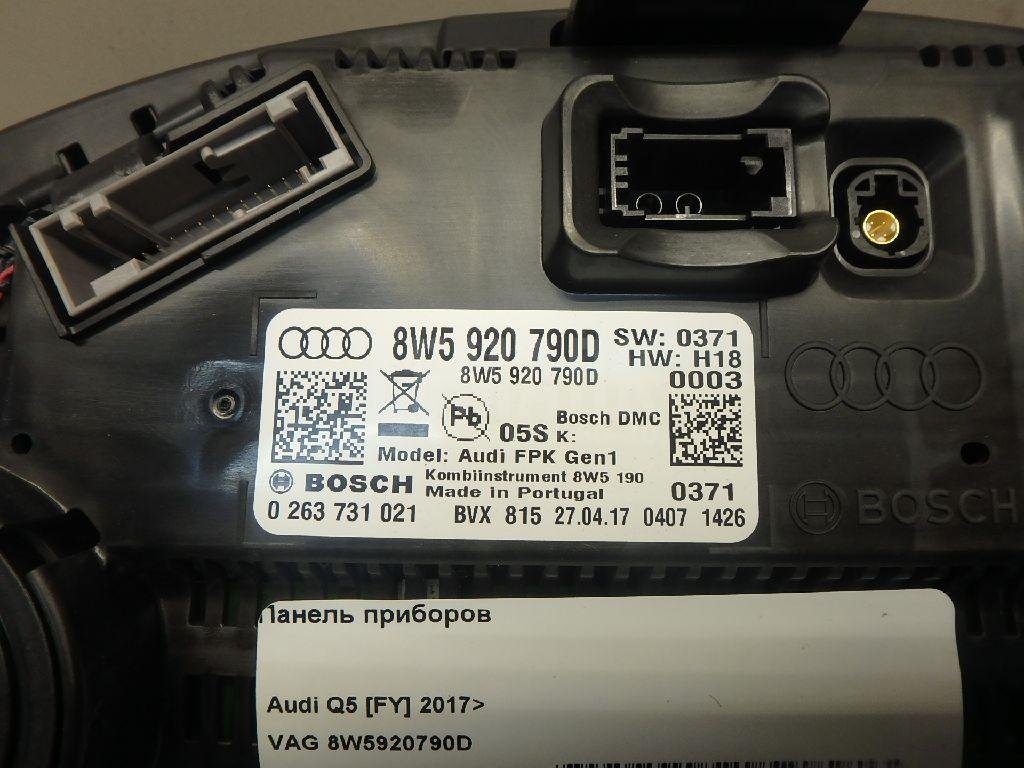 8W5 920 790D
SW: 0371
HW: H18
8W5 920 790D
0003
Pb
05S
Bosch DMC
K:
Model: Audi FPK Gen1
BOSCH
Kombiinstrument 8W5 190
Made in Portugal
0371
0 263 731 021 BVX 815 27.04.17 0407 1426
BOSCH
Панель приборов
Audi Q5 [FY] 2017>
VAG 8W5920790D